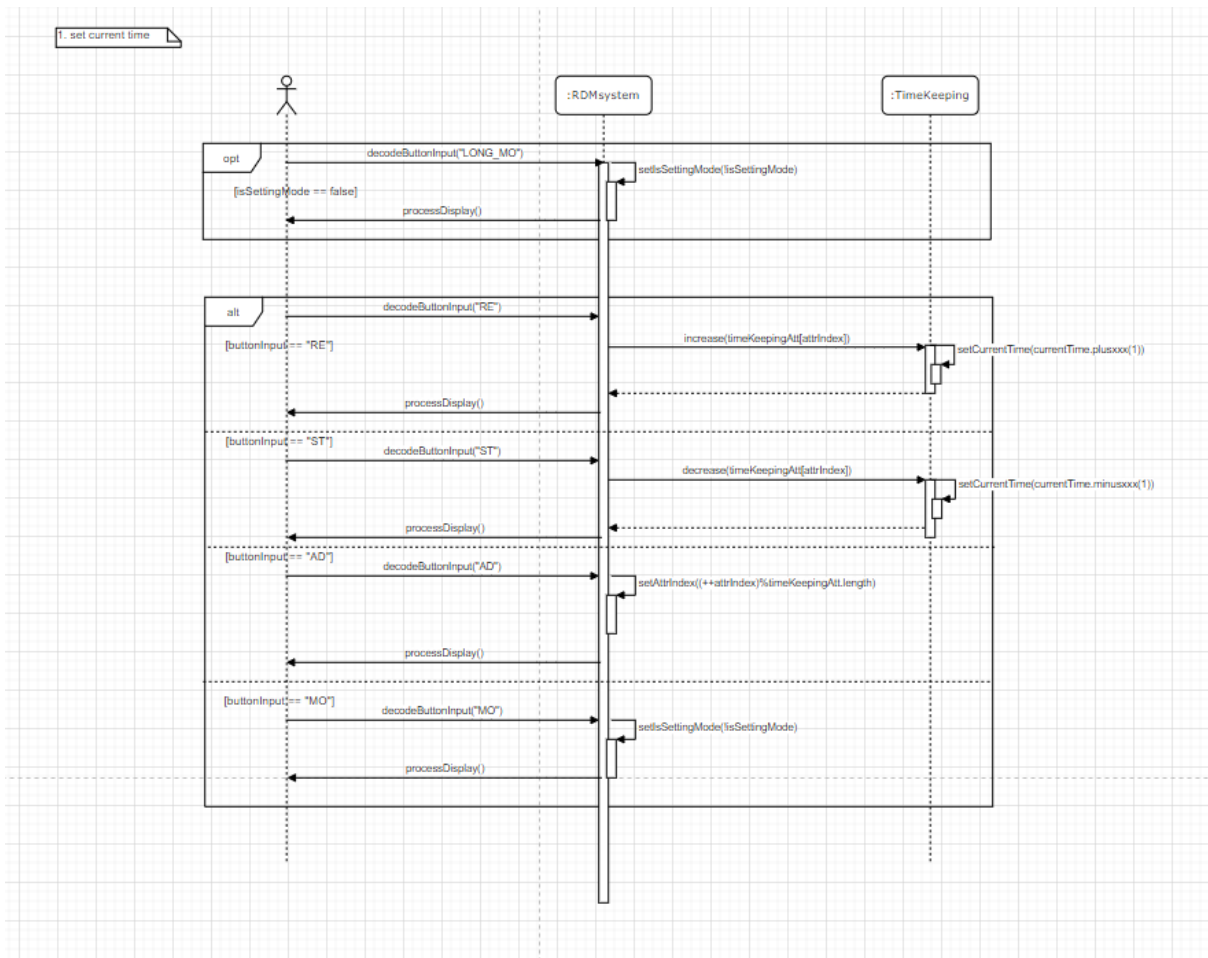 1. set current time
:RDMsystem
:TimeKeeping
opt
decodeButtonInput("LONG_MO")
setIsSettingMode(!isSettingMode)
[isSettingMode == false]
processDisplay()
alt
decodeButtonInput("RE")
[buttonInput == "RE"]
increase(timeKeepingAtt[attrIndex])
setCurrentTime(currentTime.plusxxx(1))
processDisplay()
[buttonInput == "ST"]
decodeButtonInput("ST")
decrease(timeKeepingAtt[attrIndex])
setCurrentTime(currentTime.minusxxx(1))
processDisplay()
[buttonInput == "AD"]
decodeButtonInput("AD")
setAttrIndex((++attrIndex)%timeKeepingAtt.length)
processDisplay()
[buttonInput == "MO"]
decodeButtonInput("MO")
setIsSettingMode(!isSettingMode)
processDisplay()